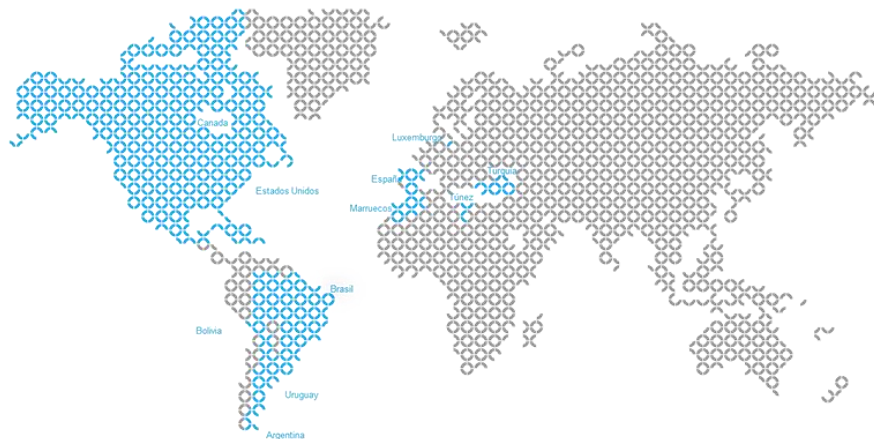 Canada
Luxemburgo
España
Turquia
Estados Unidos
Túnez
Marruecos
Brasil
Bolivia
Uruguay
Argentina